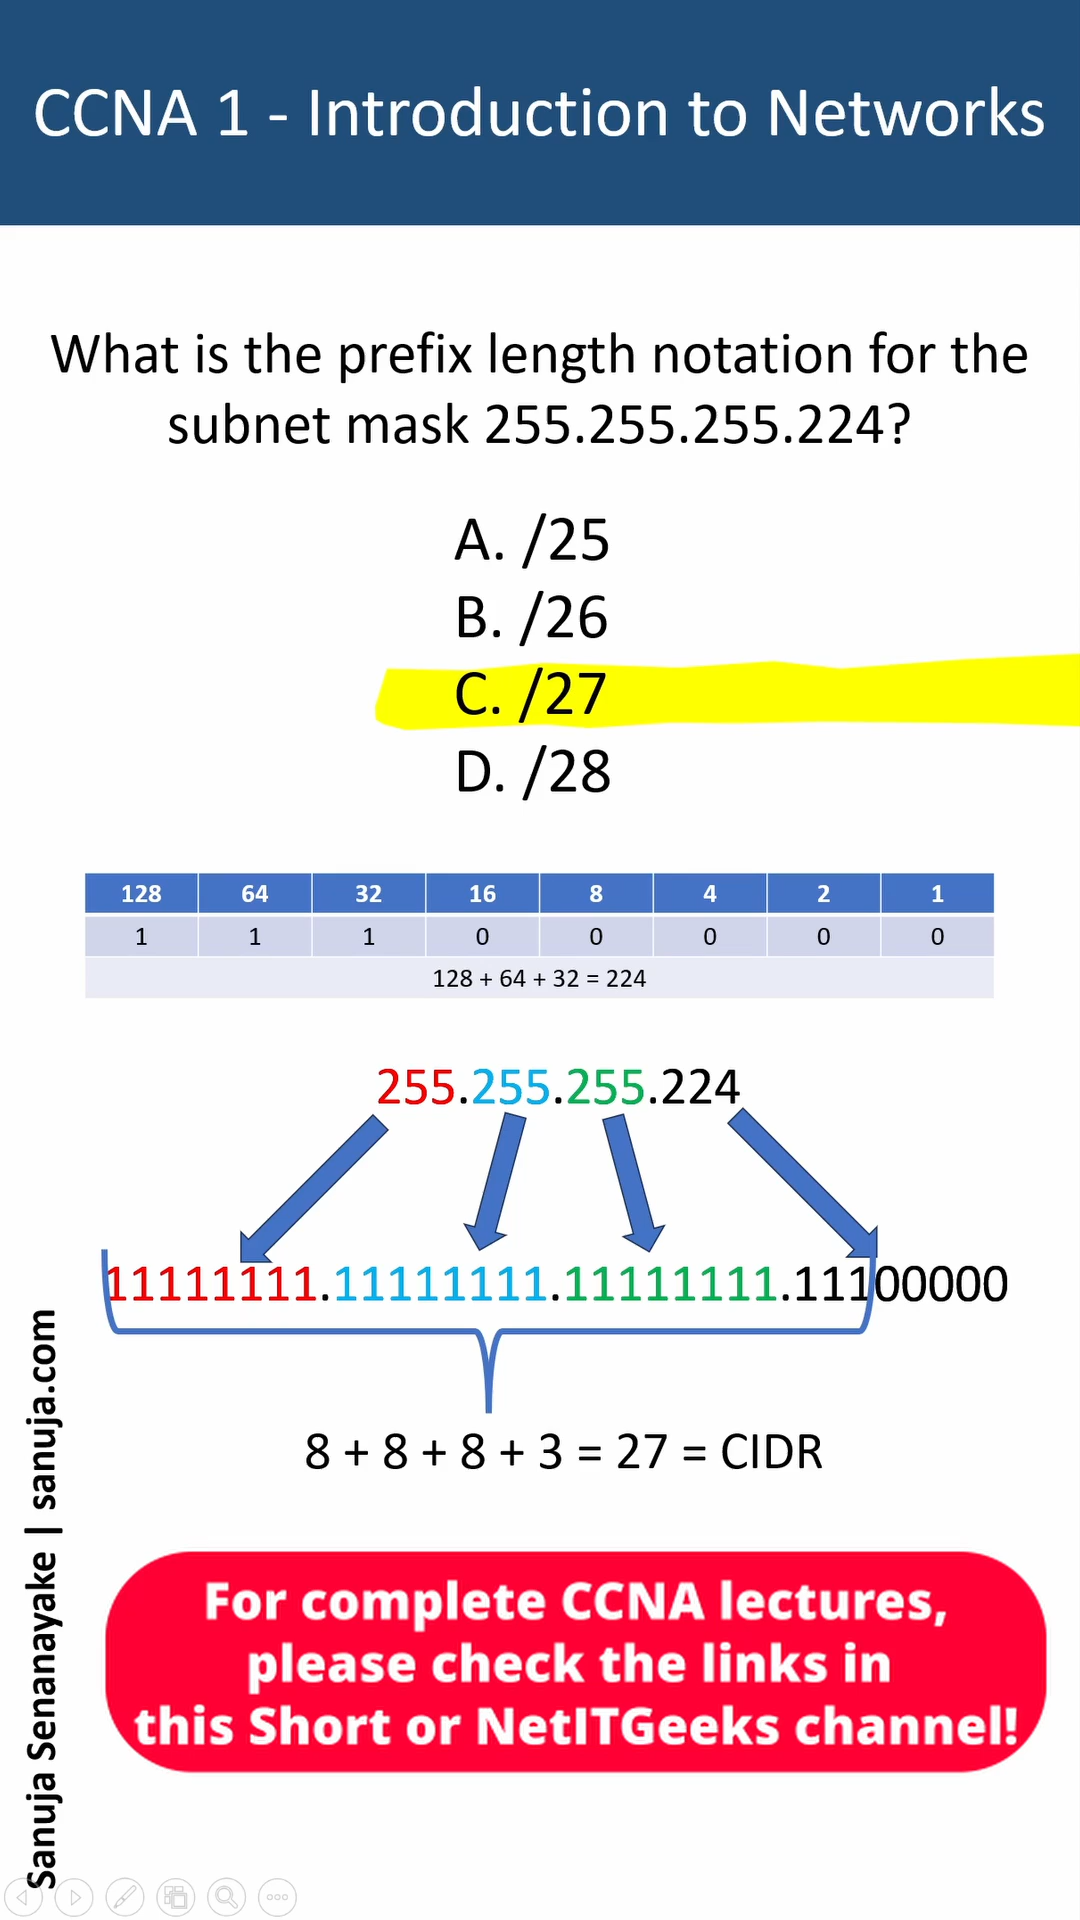 CCNA 1 - Introduction to Networks
What is the prefix length notation for the
subnet mask 255.255.255.224?
A. /25
B. /26
C. /27
D. /28
128 64 32 16 8 4 2 1
1 1 1 0 0 0 0 0
128 + 64 + 32 = 224
255.255.255.224
11111111.11111111.11111111.11100000
8 + 8 + 8 + 3 = 27 = CIDR
For complete CCNA lectures,
please check the links in
this Short or NetITGeeks channel!
Sanuja Senanayake | sanuja.com